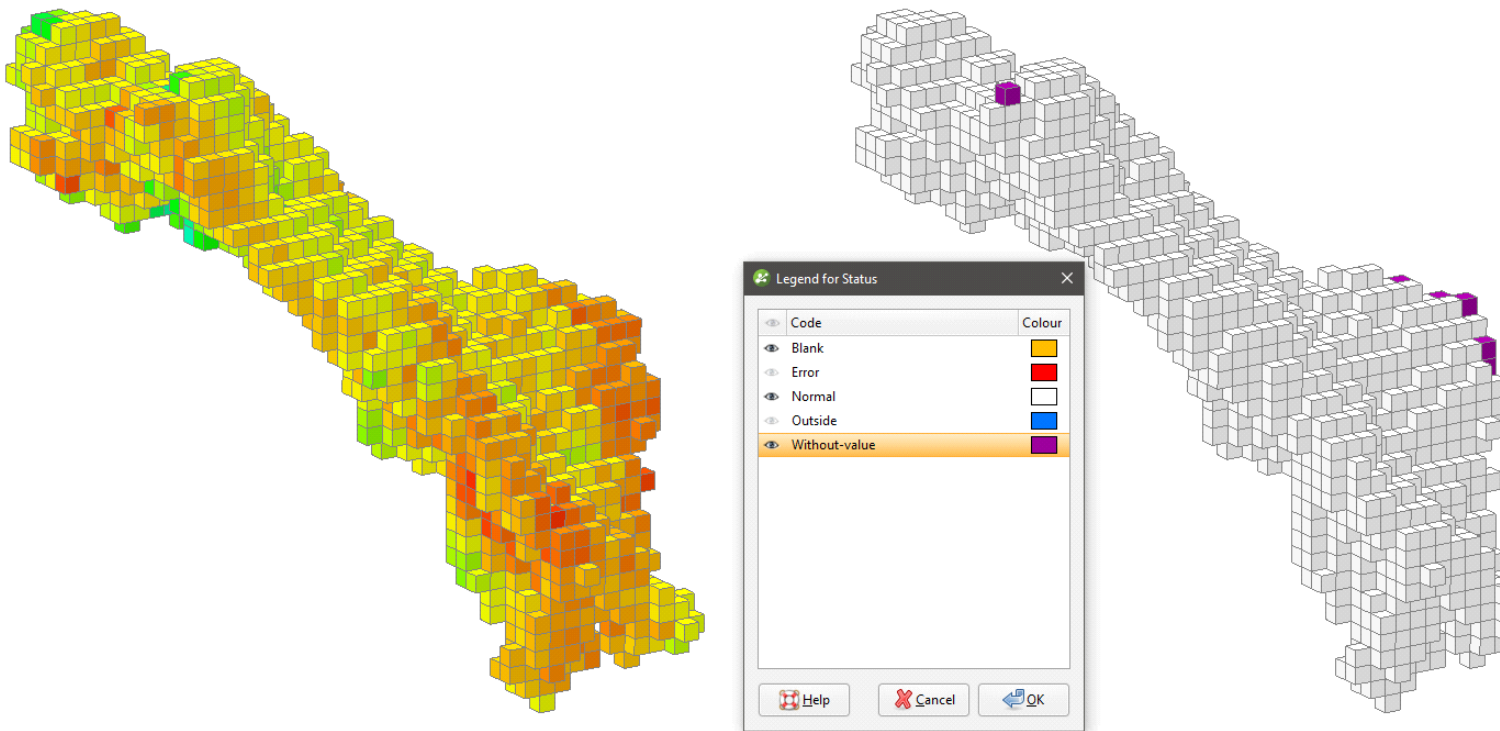 Legend for Status
Code Colour
Blank
Error
Normal
Outside
Without-value
Help Cancel OK